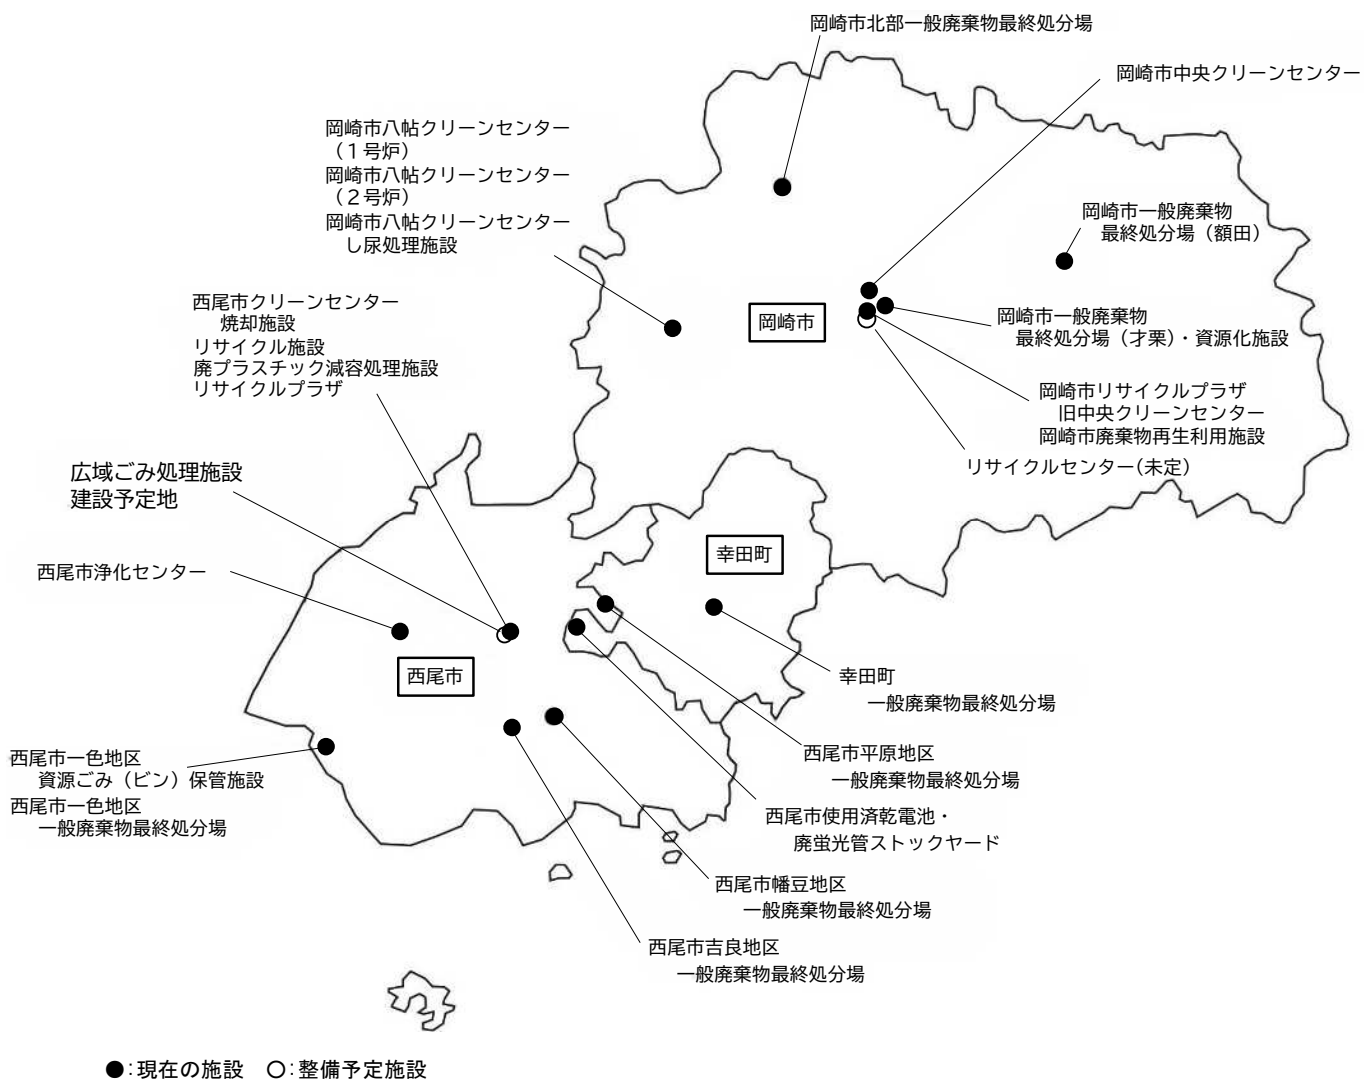 岡崎市北部一般廃棄物最終処分場
岡崎市中央クリーンセンター
岡崎市八帖クリーンセンター
（１号炉）
岡崎市八帖クリーンセンター
（２号炉）
岡崎市八帖クリーンセンター
し尿処理施設
岡崎市一般廃棄物
最終処分場（額田）
西尾市クリーンセンター
焼却施設
リサイクル施設
廃プラスチック減容処理施設
リサイクルプラザ
岡崎市
岡崎市一般廃棄物
最終処分場（才栗）・資源化施設
岡崎市リサイクルプラザ
旧中央クリーンセンター
岡崎市廃棄物再生利用施設
リサイクルセンター(未定)
広域ごみ処理施設
建設予定地
幸田町
西尾市浄化センター
西尾市
幸田町
一般廃棄物最終処分場
西尾市一色地区
資源ごみ（ビン）保管施設
西尾市一色地区
一般廃棄物最終処分場
西尾市平原地区
一般廃棄物最終処分場
西尾市使用済乾電池・
廃蛍光管ストックヤード
西尾市幡豆地区
一般廃棄物最終処分場
西尾市吉良地区
一般廃棄物最終処分場
●:現在の施設　○:整備予定施設